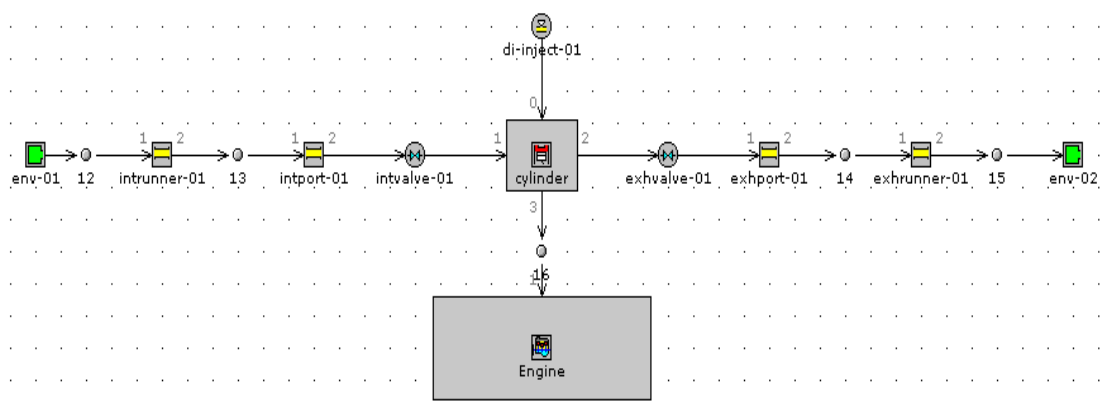 di-inject-01
0
1 2 1 2 1 2 1 2 1 2
env-01 12 intrunner-01 13 intport-01 intvalve-01 cylinder exhvalve-01 exhport-01 14 exhrunner-01 15 env-02
3
16
Engine